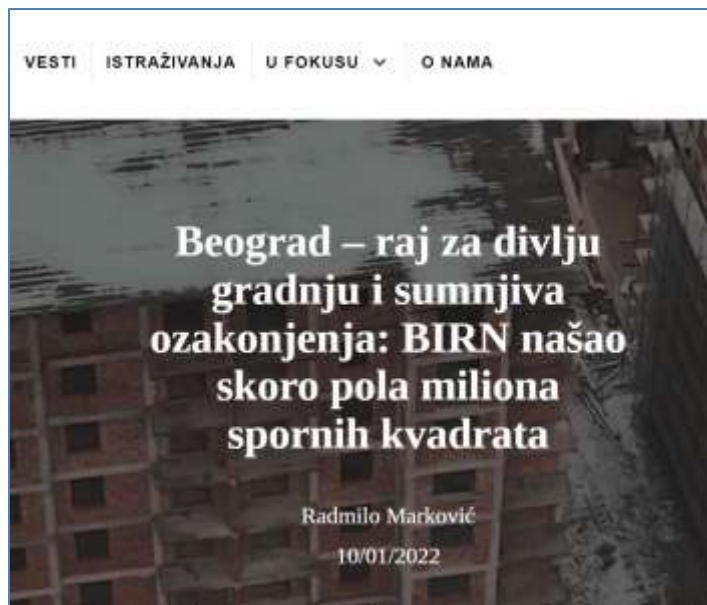 VESTI ISTRAŽIVANJA U FOKUSU O NAMA
Beograd – raj za divlju
gradnju i sumnjiva
ozakonjenja: BIRN našao
skoro pola miliona
spornih kvadrata
Radmilo Marković
10/01/2022